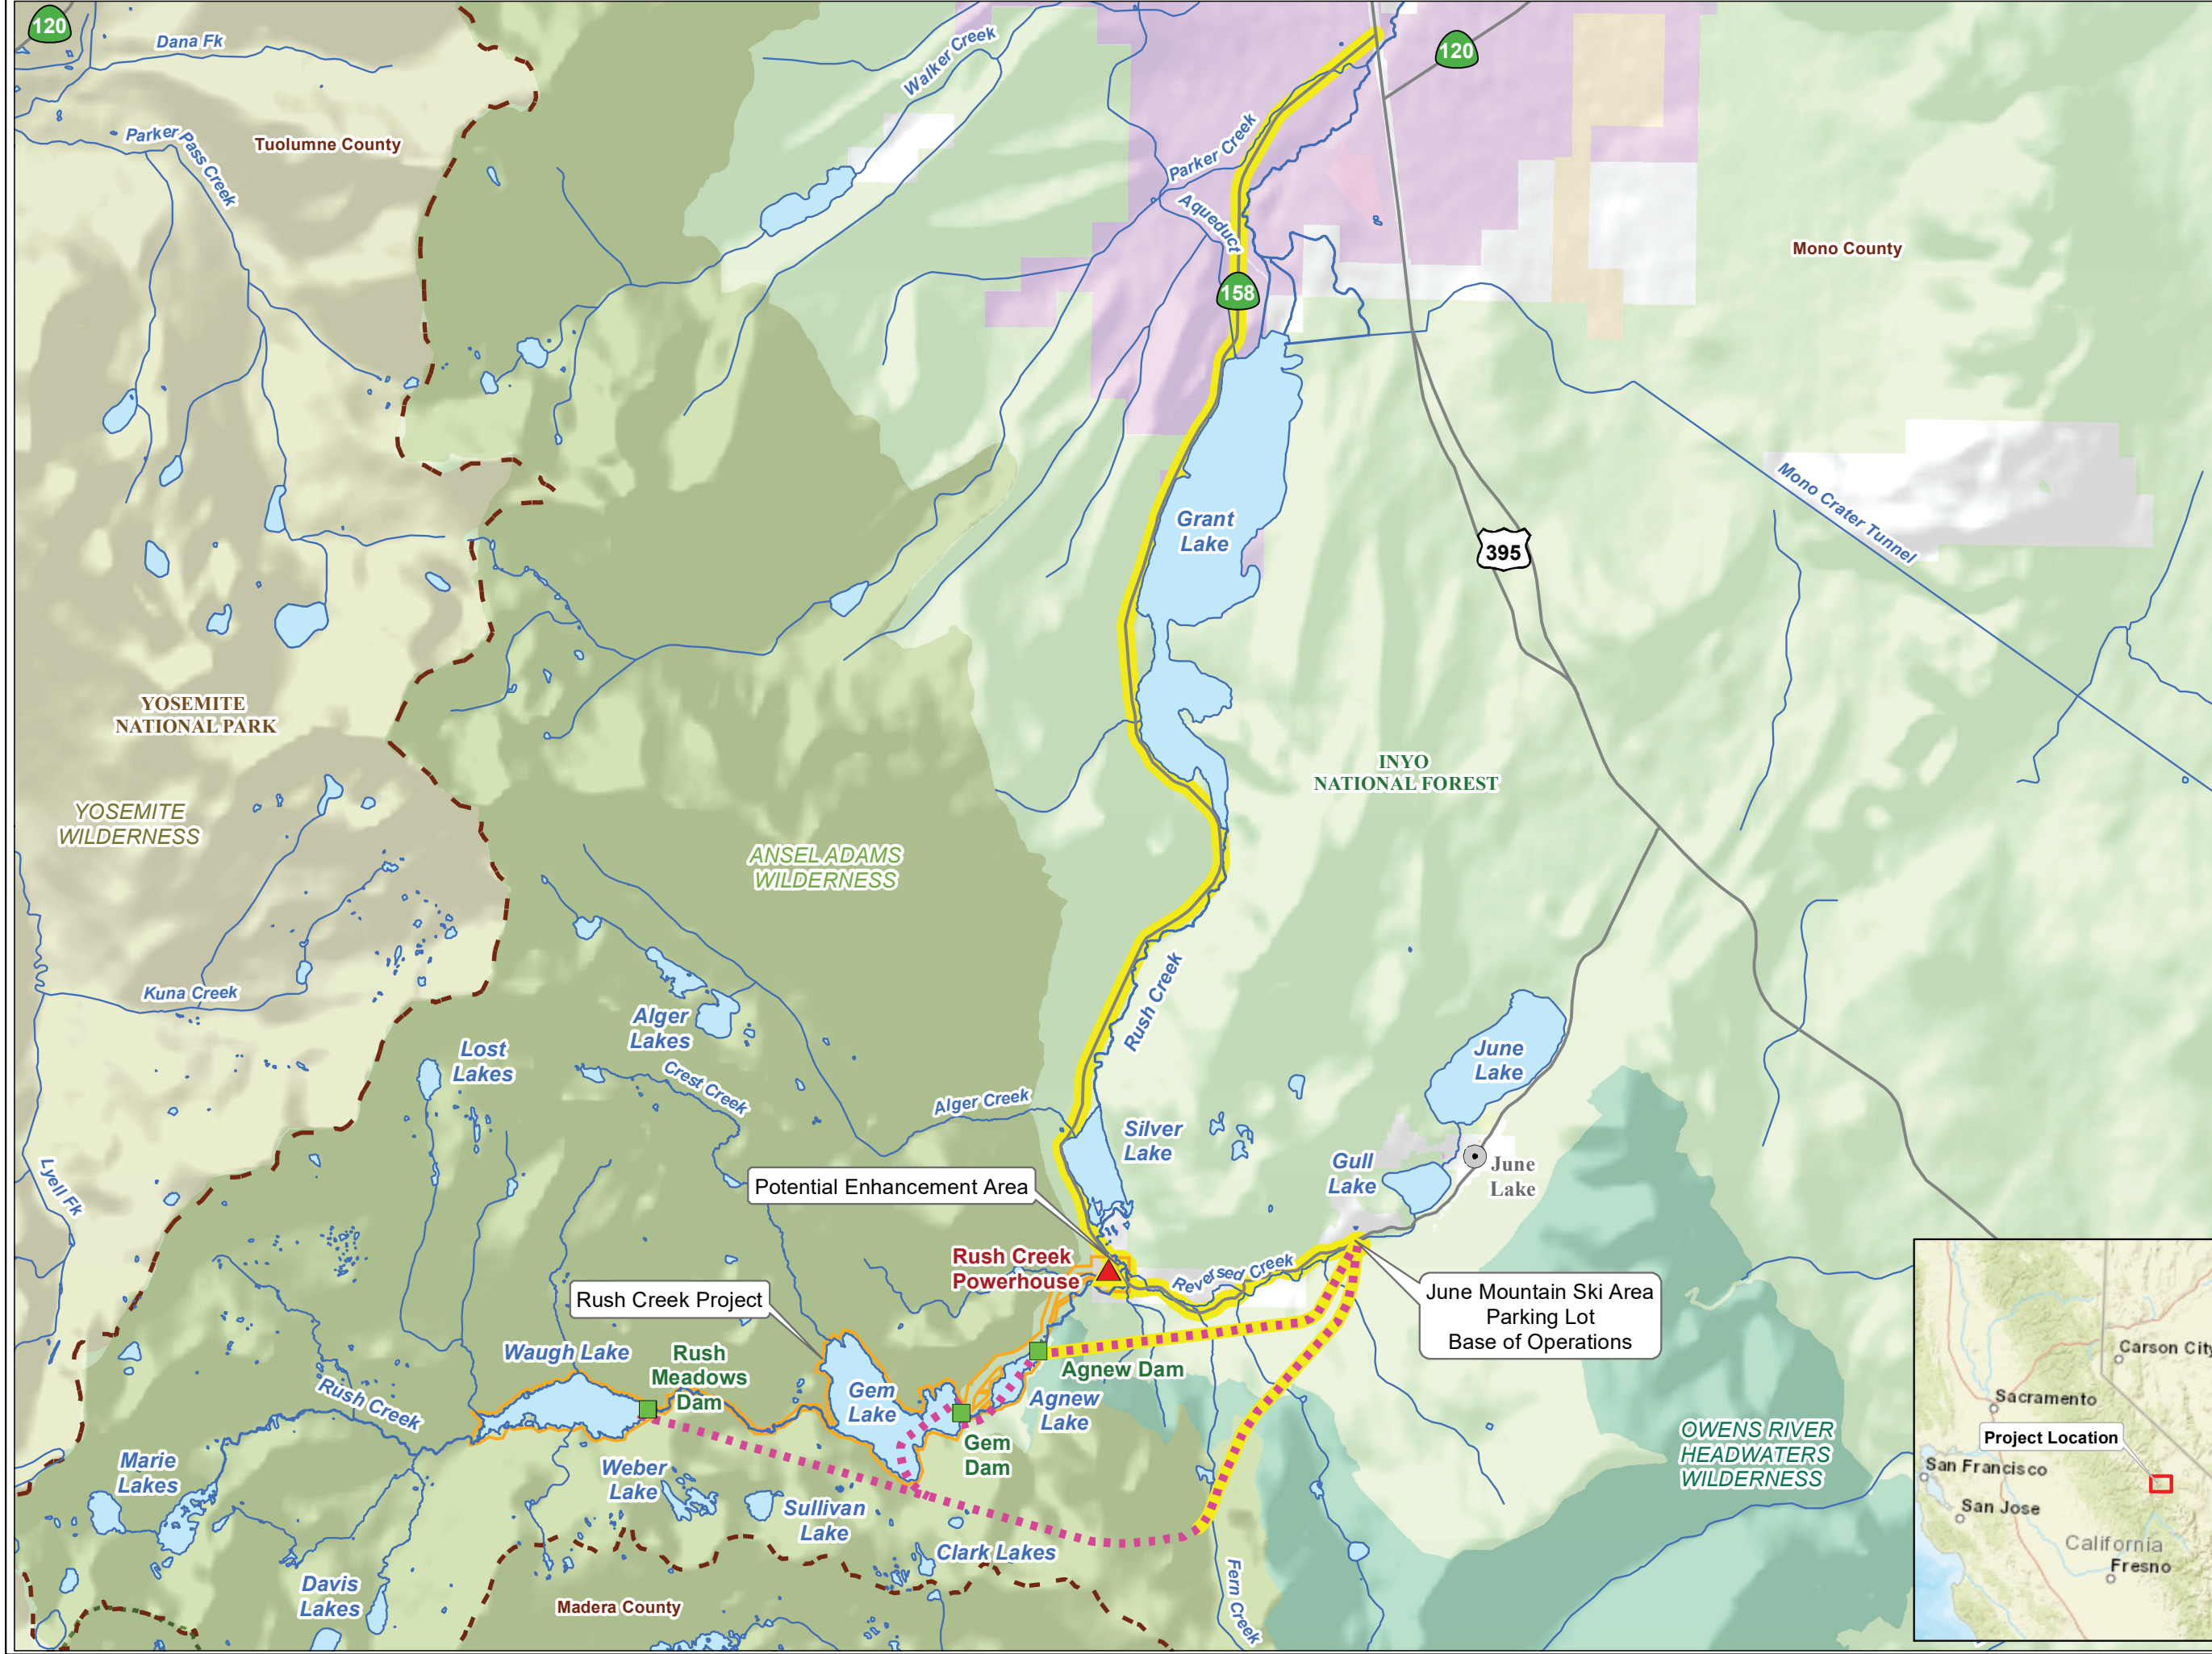 120
Dana Fk
Walker Creek
120
Parker Pass Creek
Tuolumne County
Parker Creek
Aqueduct
Mono County
158
Grant
Lake
395
Mono Crater Tunnel
YOSEMITE
NATIONAL PARK
INYO
NATIONAL FOREST
YOSEMITE
WILDERNESS
ANSEL ADAMS
WILDERNESS
Kuna Creek
Rush Creek
Alger
Lakes
Lost
Lakes
June
Lake
Crest Creek
Alger Creek
Silver
Lake
Gull
Lake
June
Lake
Lyell Fk
Potential Enhancement Area
Rush Creek
Powerhouse
Reversed Creek
Rush Creek Project
June Mountain Ski Area
Parking Lot
Base of Operations
Waugh Lake
Rush
Meadows
Dam
Agnew Dam
Rush Creek
Gem
Lake
Agnew
Lake
Gem
Dam
OWENS RIVER
HEADWATERS
WILDERNESS
Marie
Lakes
Weber
Lake
Sullivan
Lake
Clark Lakes
Davis
Lakes
Madera County
Fern Creek
Carson City
Sacramento
Project Location
San Francisco
San Jose
California
Fresno